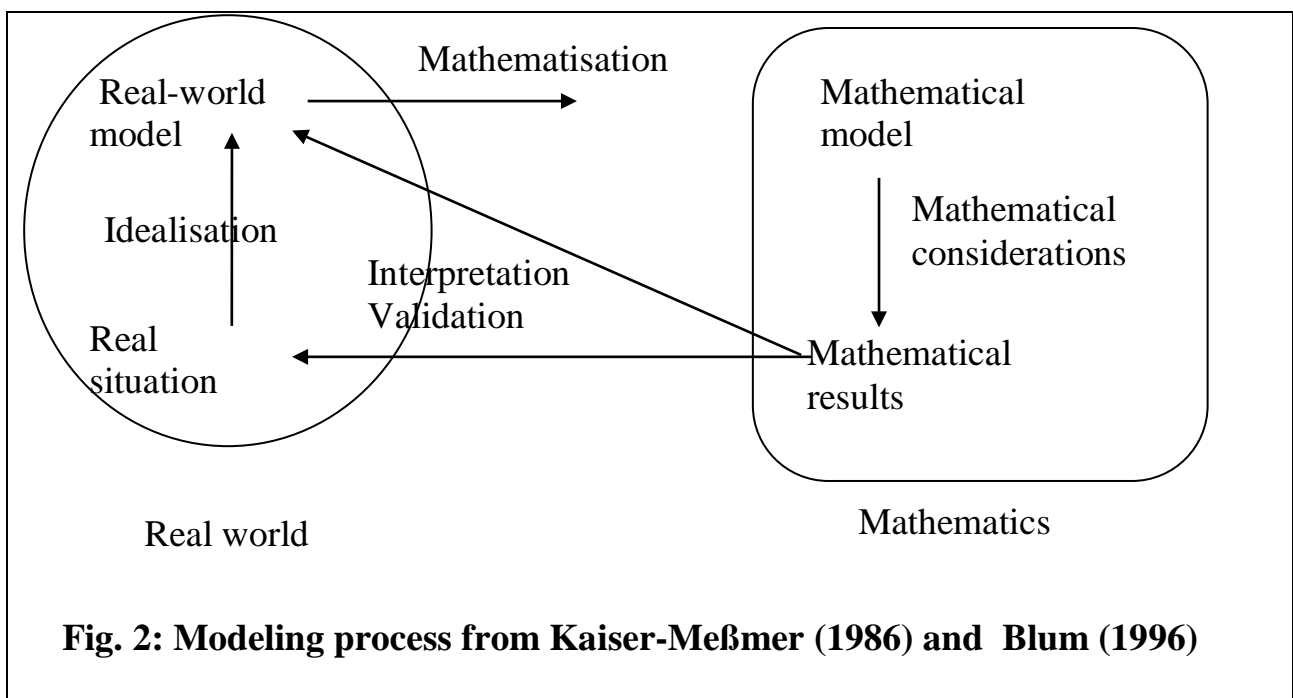 Mathematisation
Real-world
model
Mathematical
model
Idealisation
Mathematical
considerations
Interpretation
Validation
Real
situation
Mathematical
results
Real world
Mathematics
Fig. 2: Modeling process from Kaiser-Meßmer (1986) and Blum (1996)